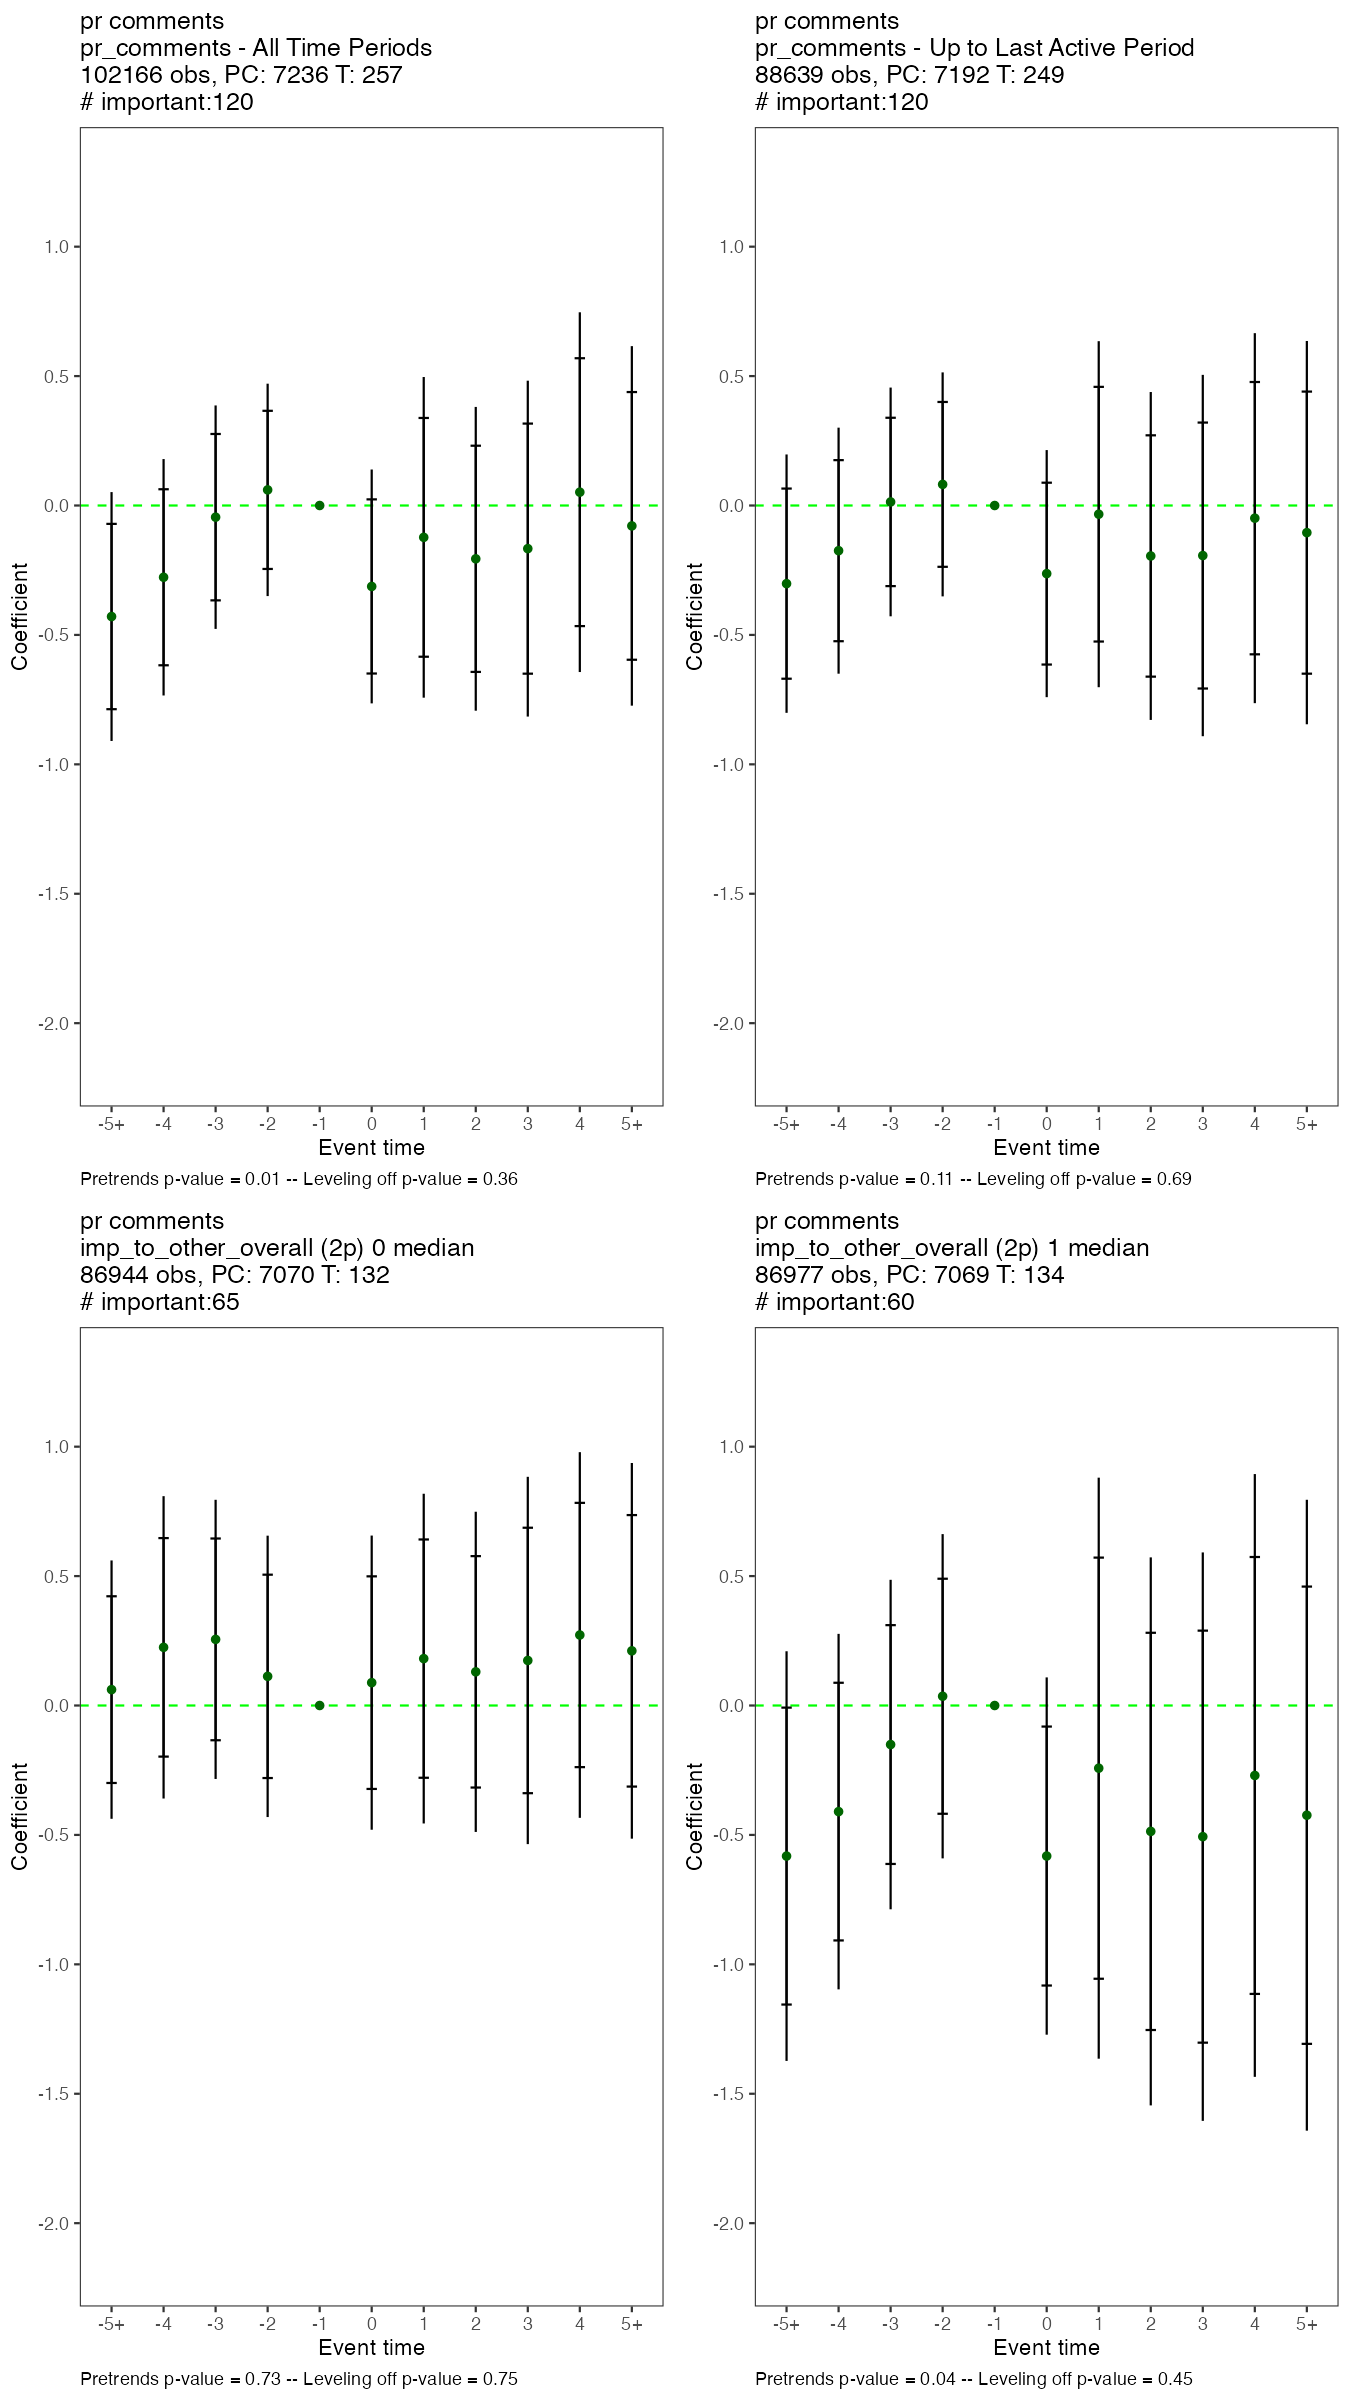 pr comments
pr_comments - All Time Periods
102166 obs, PC: 7236 T: 257
# important:120
1.0
0.5
0.0
-0.5
-1.0
-1.5
-2.0
Coefficient
-5+ -4 -3 -2 -1 0 1 2 3 4 5+
Event time
Pretrends p-value = 0.01 -- Leveling off p-value = 0.36
pr comments
pr_comments - Up to Last Active Period
88639 obs, PC: 7192 T: 249
# important:120
1.0
0.5
0.0
-0.5
-1.0
-1.5
-2.0
Coefficient
-5+ -4 -3 -2 -1 0 1 2 3 4 5+
Event time
Pretrends p-value = 0.11 -- Leveling off p-value = 0.69
pr comments
imp_to_other_overall (2p) 0 median
86944 obs, PC: 7070 T: 132
# important:65
1.0
0.5
0.0
-0.5
-1.0
-1.5
-2.0
Coefficient
-5+ -4 -3 -2 -1 0 1 2 3 4 5+
Event time
Pretrends p-value = 0.73 -- Leveling off p-value = 0.75
pr comments
imp_to_other_overall (2p) 1 median
86977 obs, PC: 7069 T: 134
# important:60
1.0
0.5
0.0
-0.5
-1.0
-1.5
-2.0
Coefficient
-5+ -4 -3 -2 -1 0 1 2 3 4 5+
Event time
Pretrends p-value = 0.04 -- Leveling off p-value = 0.45